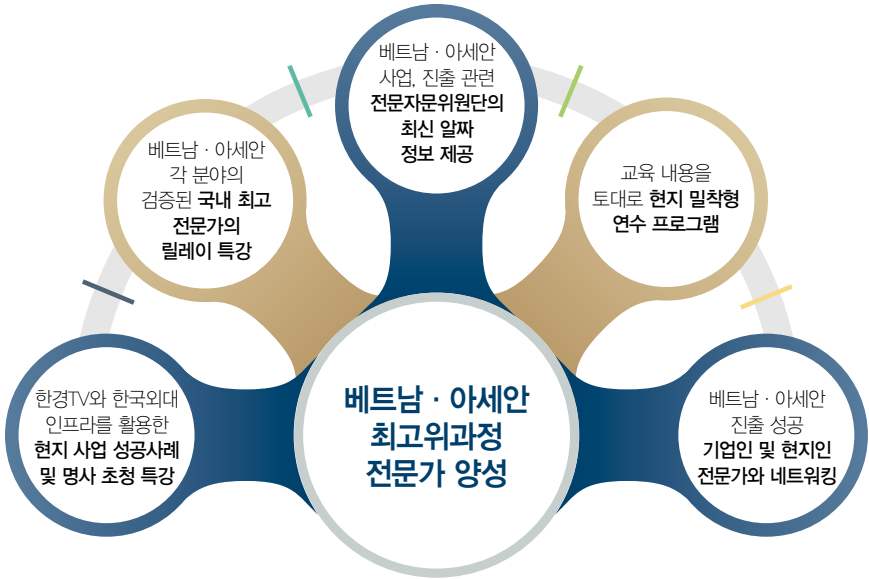 베트남 · 아세안
사업, 진출 관련
전문자문위원단의
최신 알짜
정보 제공
베트남 · 아세안
각 분야의
검증된 국내 최고
전문가의
릴레이 특강
교육 내용을
토대로 현지 밀착형
연수 프로그램
한경TV와 한국외대
인프라를 활용한
현지 사업 성공사례
및 명사 초청 특강
베트남 · 아세안
최고위과정
전문가 양성
베트남 · 아세안
진출 성공
기업인 및 현지인
전문가와 네트워킹